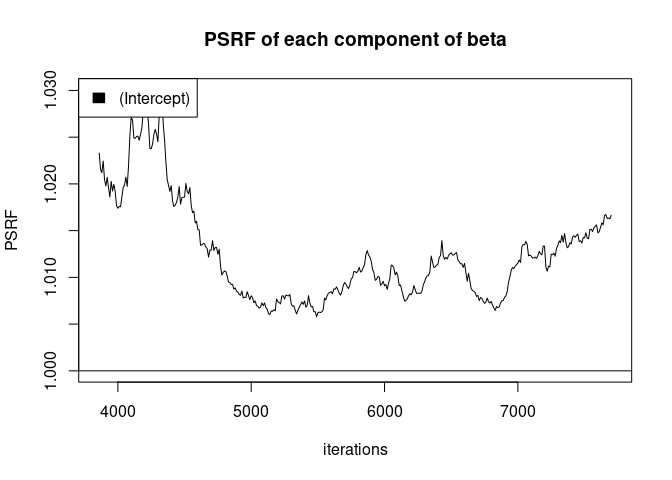 PSRF of each component of beta
(Intercept)
PSRF
1.030
1.020
1.010
1.000
4000 5000 6000 7000
iterations